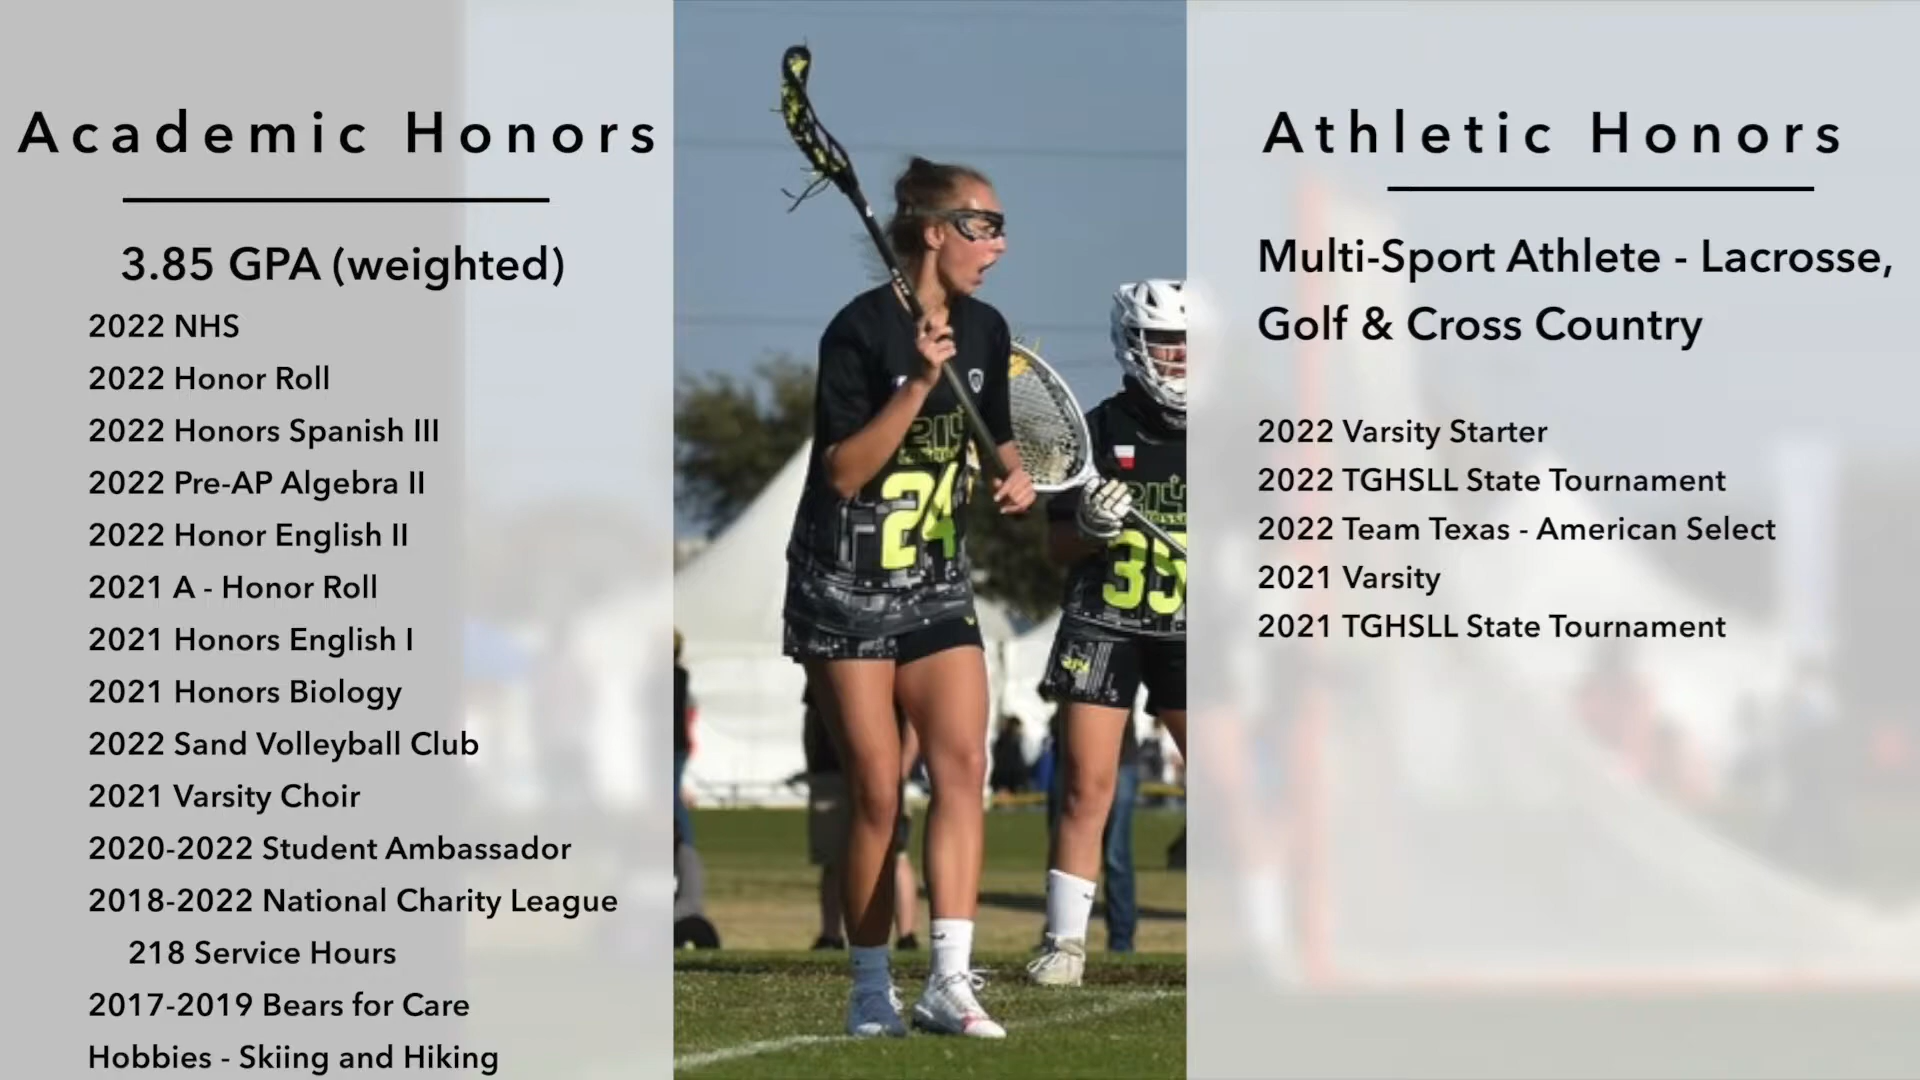 Academic Honors
3.85 GPA (weighted)
2022 NHS
2022 Honor Roll
2022 Honors Spanish III
2022 Pre-AP Algebra II
2022 Honor English II
2021 A - Honor Roll
2021 Honors English I
2021 Honors Biology
2022 Sand Volleyball Club
2021 Varsity Choir
2020-2022 Student Ambassador
2018-2022 National Charity League
218 Service Hours
2017-2019 Bears for Care
Hobbies - Skiing and Hiking
24
35
Athletic Honors
Multi-Sport Athlete - Lacrosse,
Golf & Cross Country
2022 Varsity Starter
2022 TGHSLL State Tournament
2022 Team Texas - American Select
2021 Varsity
2021 TGHSLL State Tournament